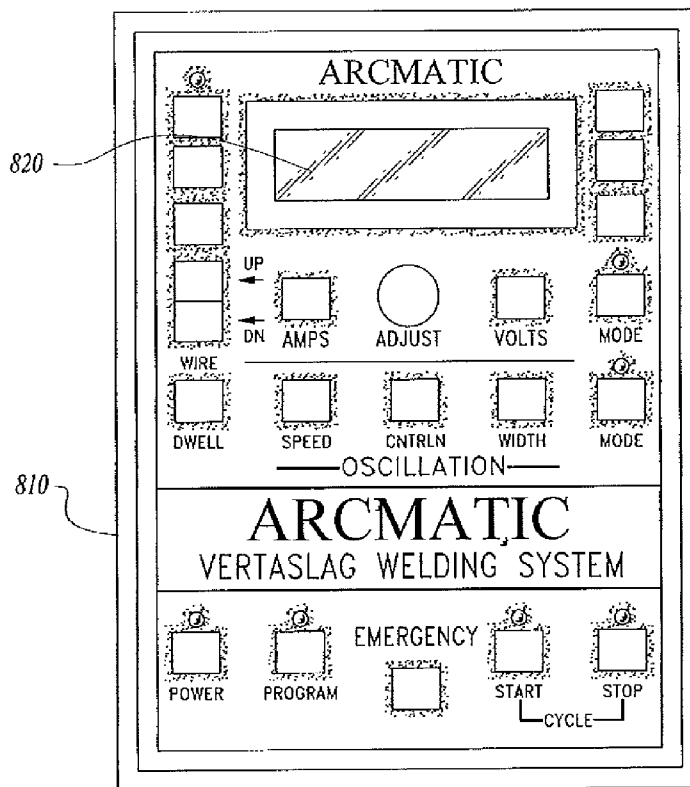 ARCMATIC
820
UP
DN
AMPS
ADJUST
VOLTS
MODE
WIRE
DWELL
SPEED
CNTRLN
WIDTH
MODE
OSCILLATION
810
ARCMATIC
VERTASLAG WELDING SYSTEM
EMERGENCY
POWER
PROGRAM
START
STOP
CYCLE